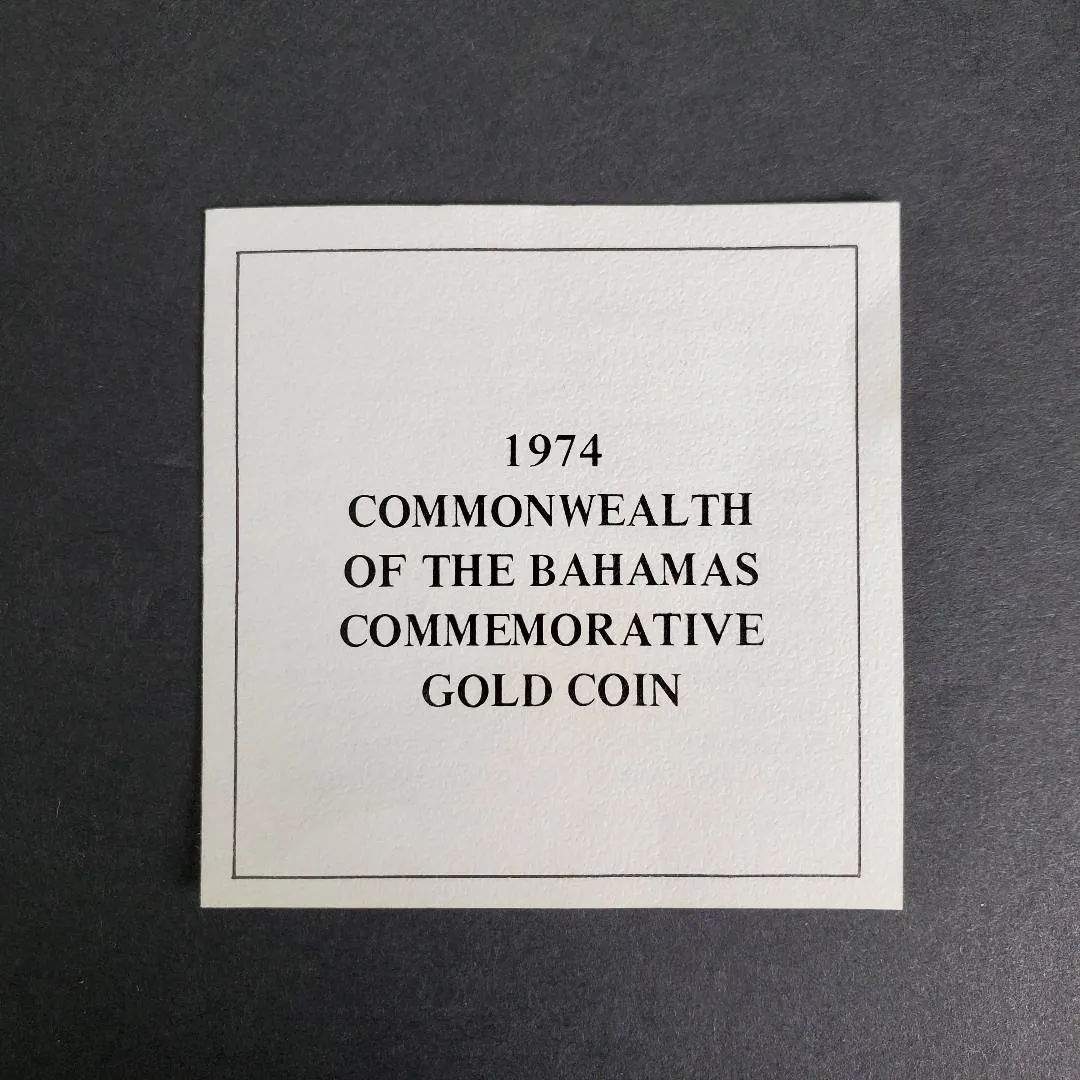 1974
COMMONWEALTH
OF THE BAHAMAS
COMMEMORATIVE
GOLD COIN